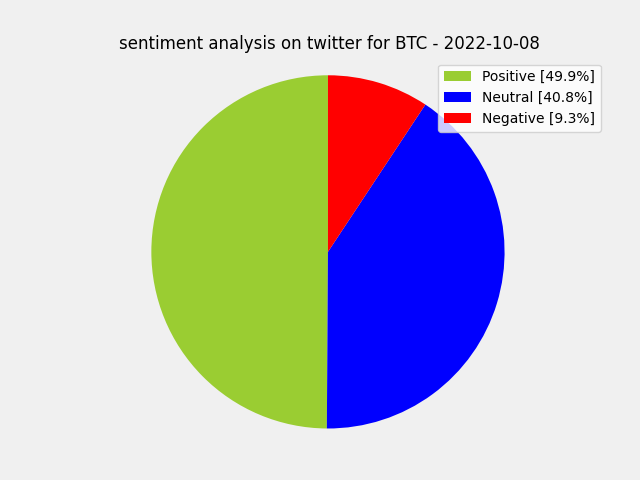 sentiment analysis on twitter for BTC - 2022-10-08
Positive [49.9%]
Neutral [40.8%]
Negative [9.3%]